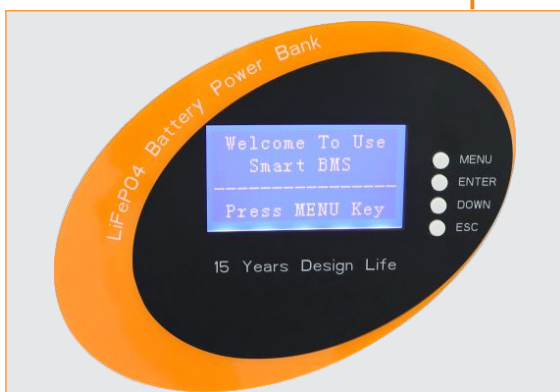 LiFePO4 Battery Power Bank
Welcome To Use
Smart BMS
Press MENU Key
MENU
ENTER
DOWN
ESC
15 Years Design Life